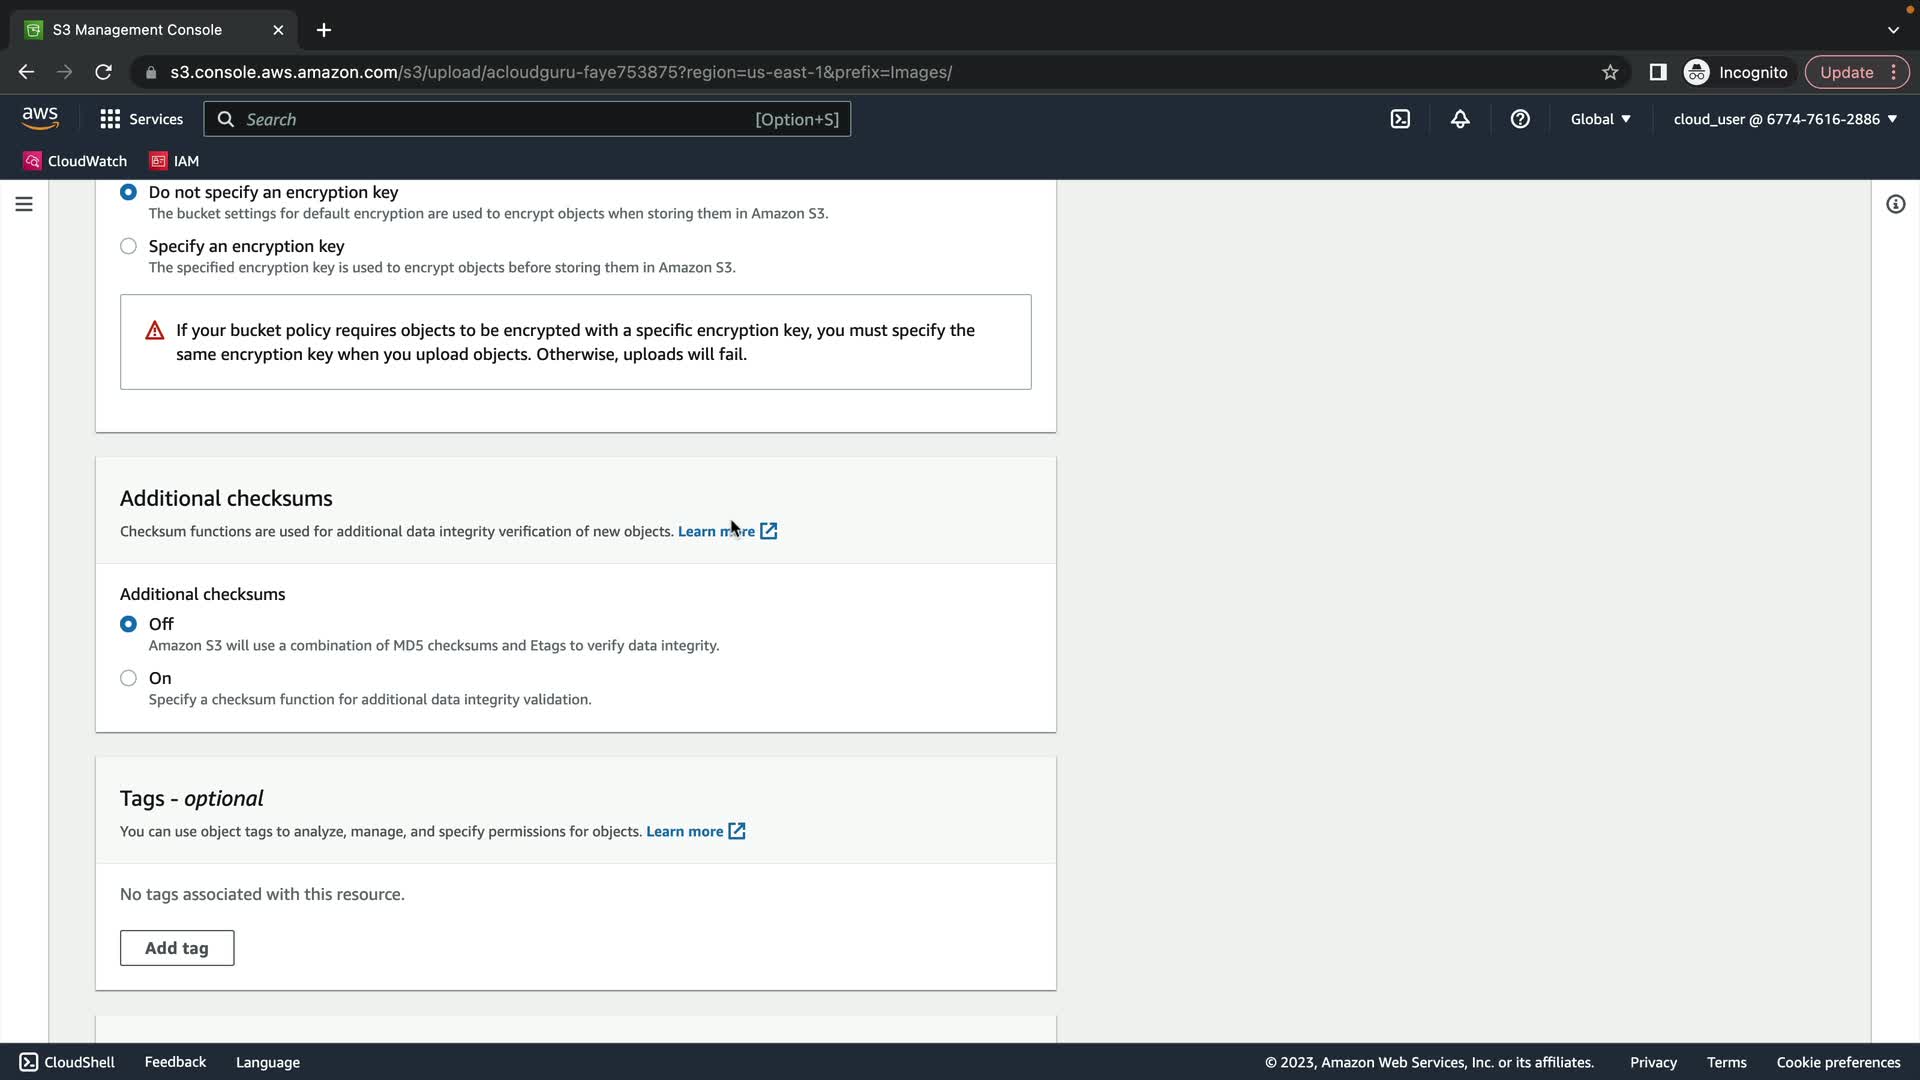 S3 Management Console
s3.console.aws.amazon.com/s3/upload/acloudguru-faye753875?region=us-east-1&prefix=Images/
Incognito
Update
aws
Services
Search
[Option+S]
Global
cloud_user @ 6774-7616-2886
CloudWatch
IAM
Do not specify an encryption key
The bucket settings for default encryption are used to encrypt objects when storing them in Amazon S3.
Specify an encryption key
The specified encryption key is used to encrypt objects before storing them in Amazon S3.
If your bucket policy requires objects to be encrypted with a specific encryption key, you must specify the
same encryption key when you upload objects. Otherwise, uploads will fail.
Additional checksums
Checksum functions are used for additional data integrity verification of new objects. Learn more
Additional checksums
Off
Amazon S3 will use a combination of MD5 checksums and Etags to verify data integrity.
On
Specify a checksum function for additional data integrity validation.
Tags - optional
You can use object tags to analyze, manage, and specify permissions for objects. Learn more
No tags associated with this resource.
Add tag
CloudShell
Feedback
Language
© 2023, Amazon Web Services, Inc. or its affiliates.
Privacy
Terms
Cookie preferences